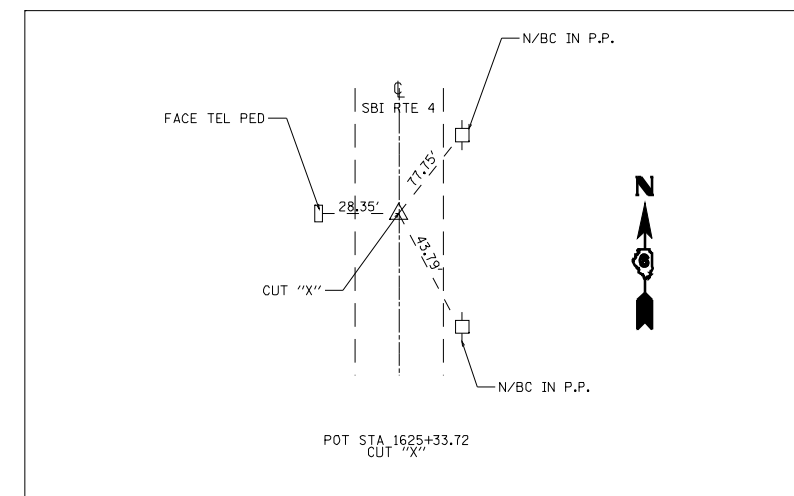 N/BC IN P.P.
℄
SBI RTE 4
FACE TEL PED
77.75'
28.35'
43.79'
CUT "X"
N
6
N/BC IN P.P.
POT STA 1625+33.72
CUT "X"